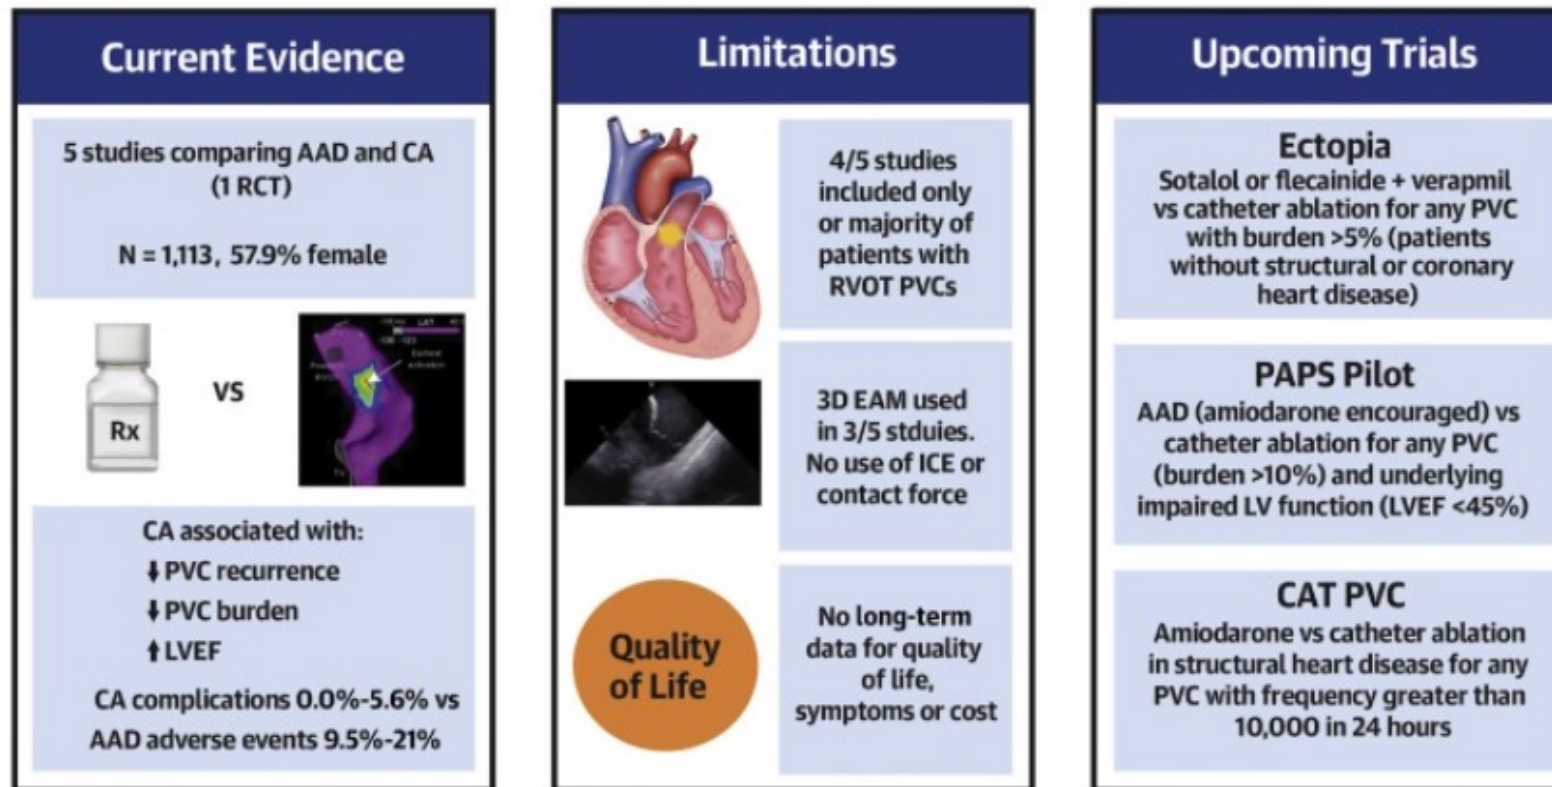 Current Evidence
5 studies comparing AAD and CA
(1 RCT)
N = 1,113, 57.9% female
Rx
VS
LAT
CA associated with:
↓ PVC recurrence
↓ PVC burden
↑ LVEF
CA complications 0.0%-5.6% vs
AAD adverse events 9.5%-21%
Limitations
4/5 studies
included only
or majority of
patients with
RVOT PVCs
3D EAM used
in 3/5 stduies.
No use of ICE or
contact force
Quality
of Life
No long-term
data for quality
of life,
symptoms or cost
Upcoming Trials
Ectopia
Sotalol or flecainide + verapmil
vs catheter ablation for any PVC
with burden >5% (patients
without structural or coronary
heart disease)
PAPS Pilot
AAD (amiodarone encouraged) vs
catheter ablation for any PVC
(burden >10%) and underlying
impaired LV function (LVEF <45%)
CAT PVC
Amiodarone vs catheter ablation
in structural heart disease for any
PVC with frequency greater than
10,000 in 24 hours